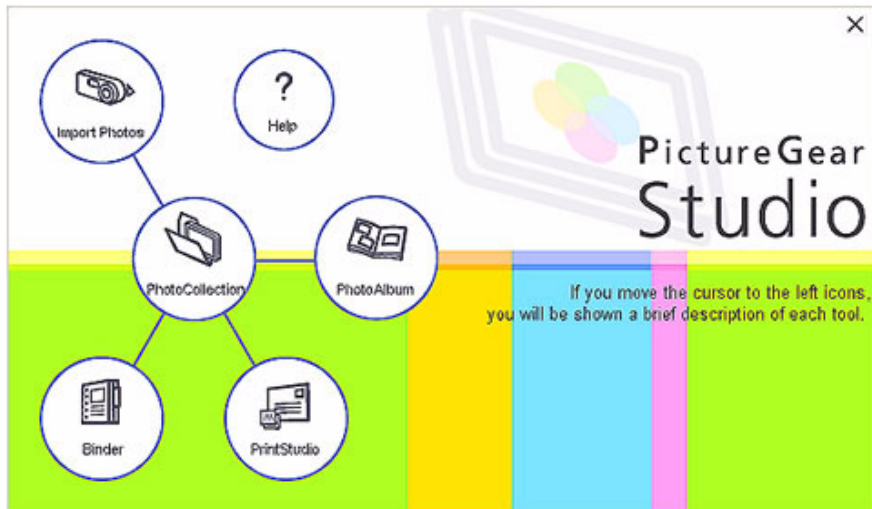 Import Photos
Help
PictureGear
Studio
PhotoCollection
PhotoAlbum
If you move the cursor to the left icons,
you will be shown a brief description of each tool.
Binder
PrintStudio